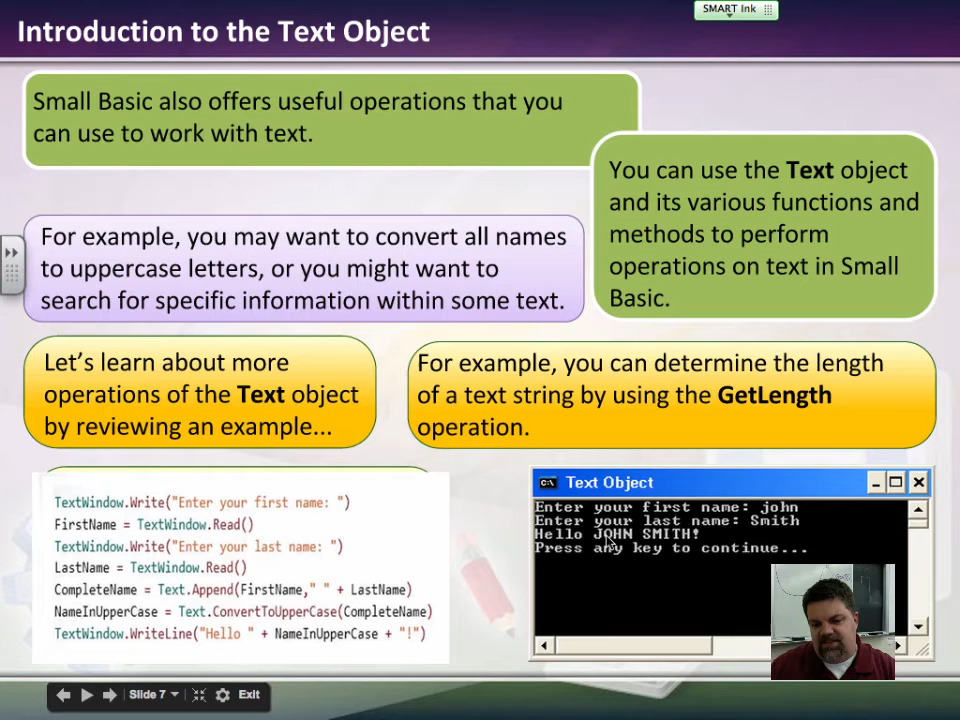 SMART Ink
Introduction to the Text Object
Small Basic also offers useful operations that you
can use to work with text.
You can use the Text object
and its various functions and
methods to perform
operations on text in Small
Basic.
For example, you may want to convert all names
to uppercase letters, or you might want to
search for specific information within some text.
Let's learn about more
operations of the Text object
by reviewing an example...
For example, you can determine the length
of a text string by using the GetLength
operation.
TextWindow.Write("Enter your first name: ")
FirstName = TextWindow.Read()
TextWindow.Write("Enter your last name: ")
LastName = TextWindow.Read()
CompleteName = Text.Append(FirstName," " + LastName)
NameInUpperCase = Text.ConvertToUpperCase(CompleteName)
TextWindow.WriteLine("Hello " + NameInUpperCase + "!")
C:\ Text Object
Enter your first name: john
Enter your last name: Smith
Hello JOHN SMITH!
Press any key to continue...
Slide 7 Exit